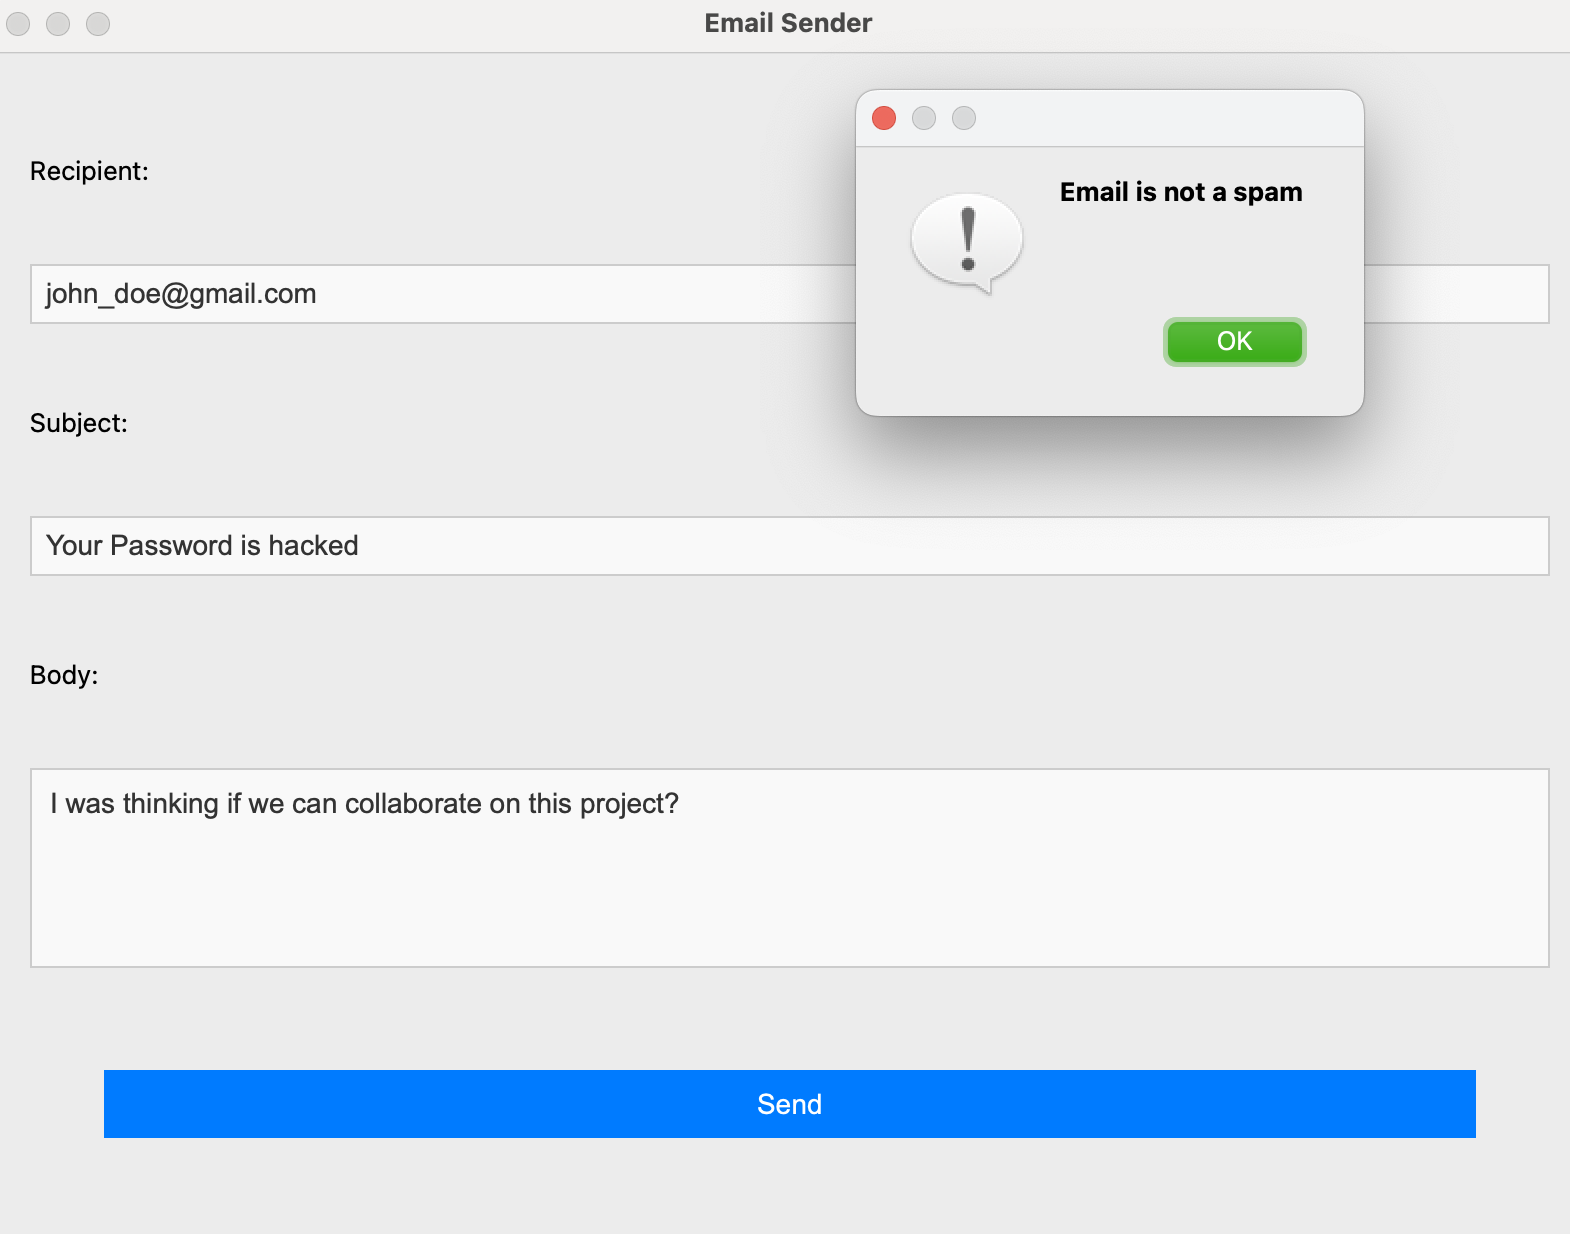 Email Sender
Email is not a spam
OK
Recipient:
john_doe@gmail.com
Subject:
Your Password is hacked
Body:
I was thinking if we can collaborate on this project?
Send